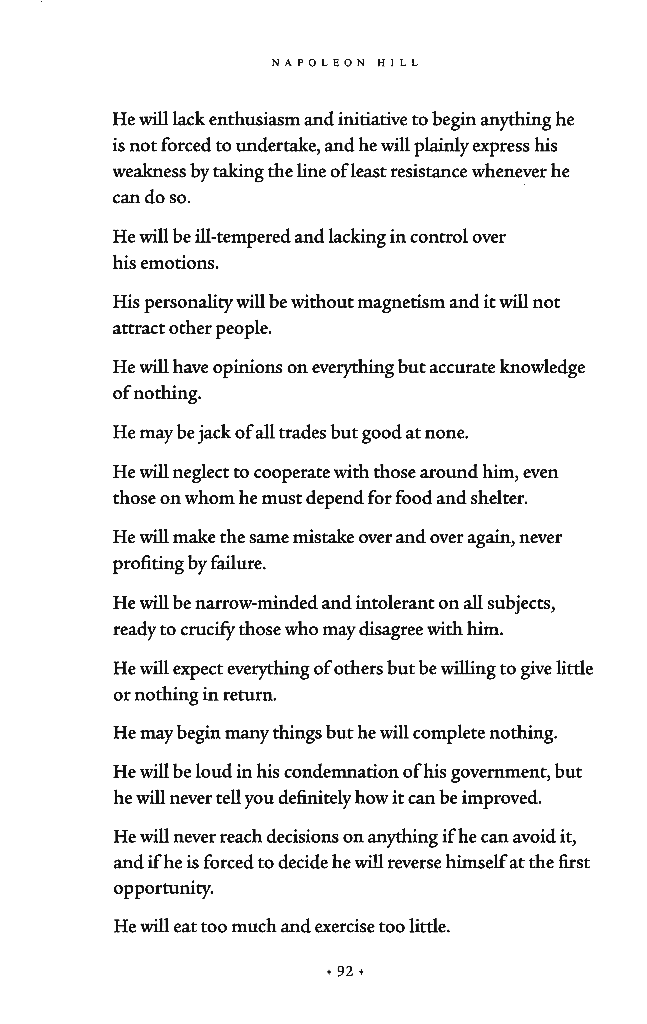 NAPOLEON HILL
He will lack enthusiasm and initiative to begin anything he
is not forced to undertake, and he will plainly express his
weakness by taking the line of least resistance whenever he
can do so.
He will be ill-tempered and lacking in control over
his emotions.
His personality will be without magnetism and it will not
attract other people.
He will have opinions on everything but accurate knowledge
of nothing.
He may be jack of all trades but good at none.
He will neglect to cooperate with those around him, even
those on whom he must depend for food and shelter.
He will make the same mistake over and over again, never
profiting by failure.
He will be narrow-minded and intolerant on all subjects,
ready to crucify those who may disagree with him.
He will expect everything of others but be willing to give little
or nothing in return.
He may begin many things but he will complete nothing.
He will be loud in his condemnation of his government, but
he will never tell you definitely how it can be improved.
He will never reach decisions on anything if he can avoid it,
and if he is forced to decide he will reverse himself at the first
opportunity.
He will eat too much and exercise too little.
• 92 •